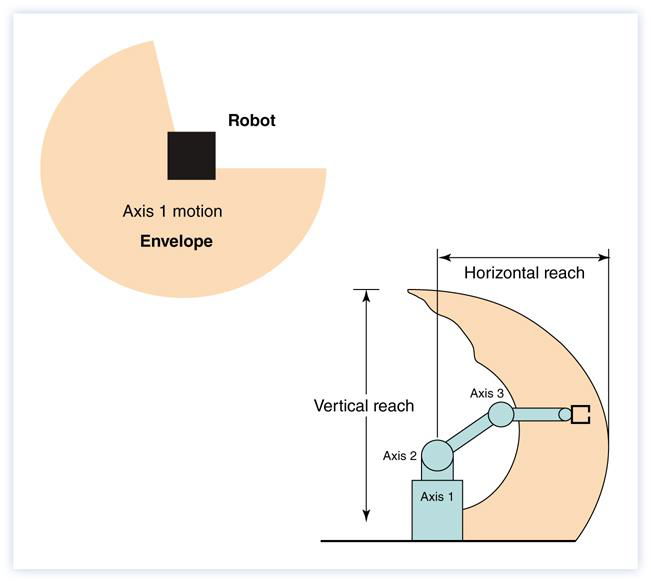 Robot
Axis 1 motion
Envelope
Horizontal reach
Vertical reach
Axis 3
Axis 2
Axis 1